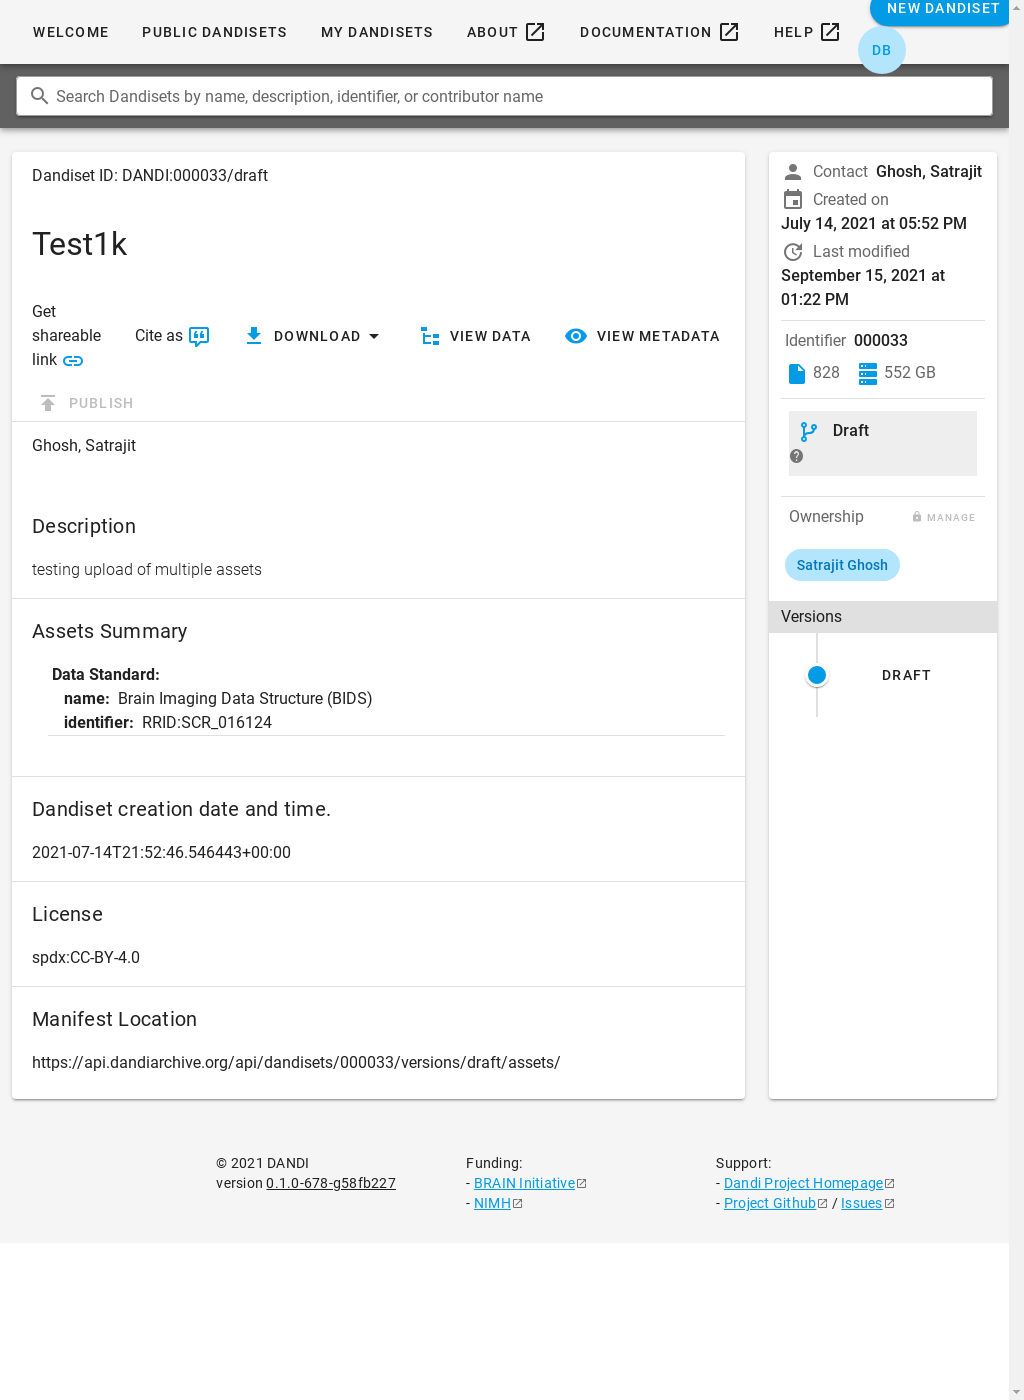 WELCOME
PUBLIC DANDISETS
MY DANDISETS
ABOUT
DOCUMENTATION
HELP
NEW DANDISET
DB
Search Dandisets by name, description, identifier, or contributor name
Dandiset ID: DANDI:000033/draft
Test1k
Get
shareable
link
Cite as
DOWNLOAD
VIEW DATA
VIEW METADATA
PUBLISH
Ghosh, Satrajit
Description
testing upload of multiple assets
Assets Summary
Data Standard:
name: Brain Imaging Data Structure (BIDS)
identifier: RRID:SCR_016124
Dandiset creation date and time.
2021-07-14T21:52:46.546443+00:00
License
spdx:CC-BY-4.0
Manifest Location
https://api.dandiarchive.org/api/dandisets/000033/versions/draft/assets/
Contact Ghosh, Satrajit
Created on
July 14, 2021 at 05:52 PM
Last modified
September 15, 2021 at
01:22 PM
Identifier 000033
828 552 GB
Draft
Ownership
MANAGE
Satrajit Ghosh
Versions
DRAFT
© 2021 DANDI
version 0.1.0-678-g58fb227
Funding:
- BRAIN Initiative
- NIMH
Support:
- Dandi Project Homepage
- Project Github / Issues